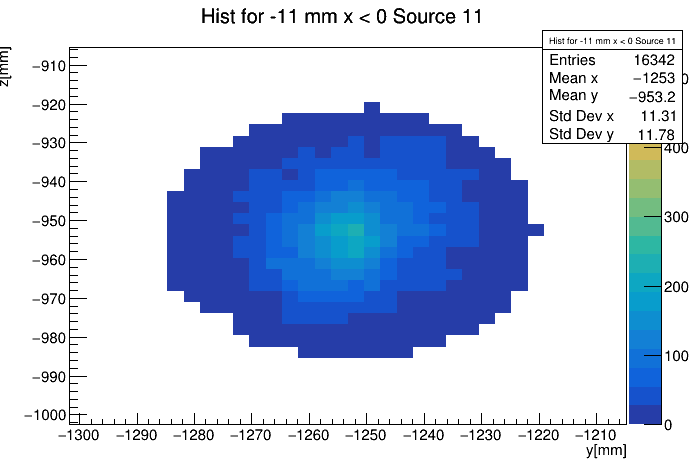 Hist for -11 mm x < 0 Source 11
Hist for -11 mm x < 0 Source 11
Entries 16342
Mean x −1253
Mean y −953.2
Std Dev x 11.31
Std Dev y 11.78
z[mm]
−910
−920
−930
−940
−950
−960
−970
−980
−990
−1000
−1300 −1290 −1280 −1270 −1260 −1250 −1240 −1230 −1220 −1210
y[mm]
400
300
200
100
0